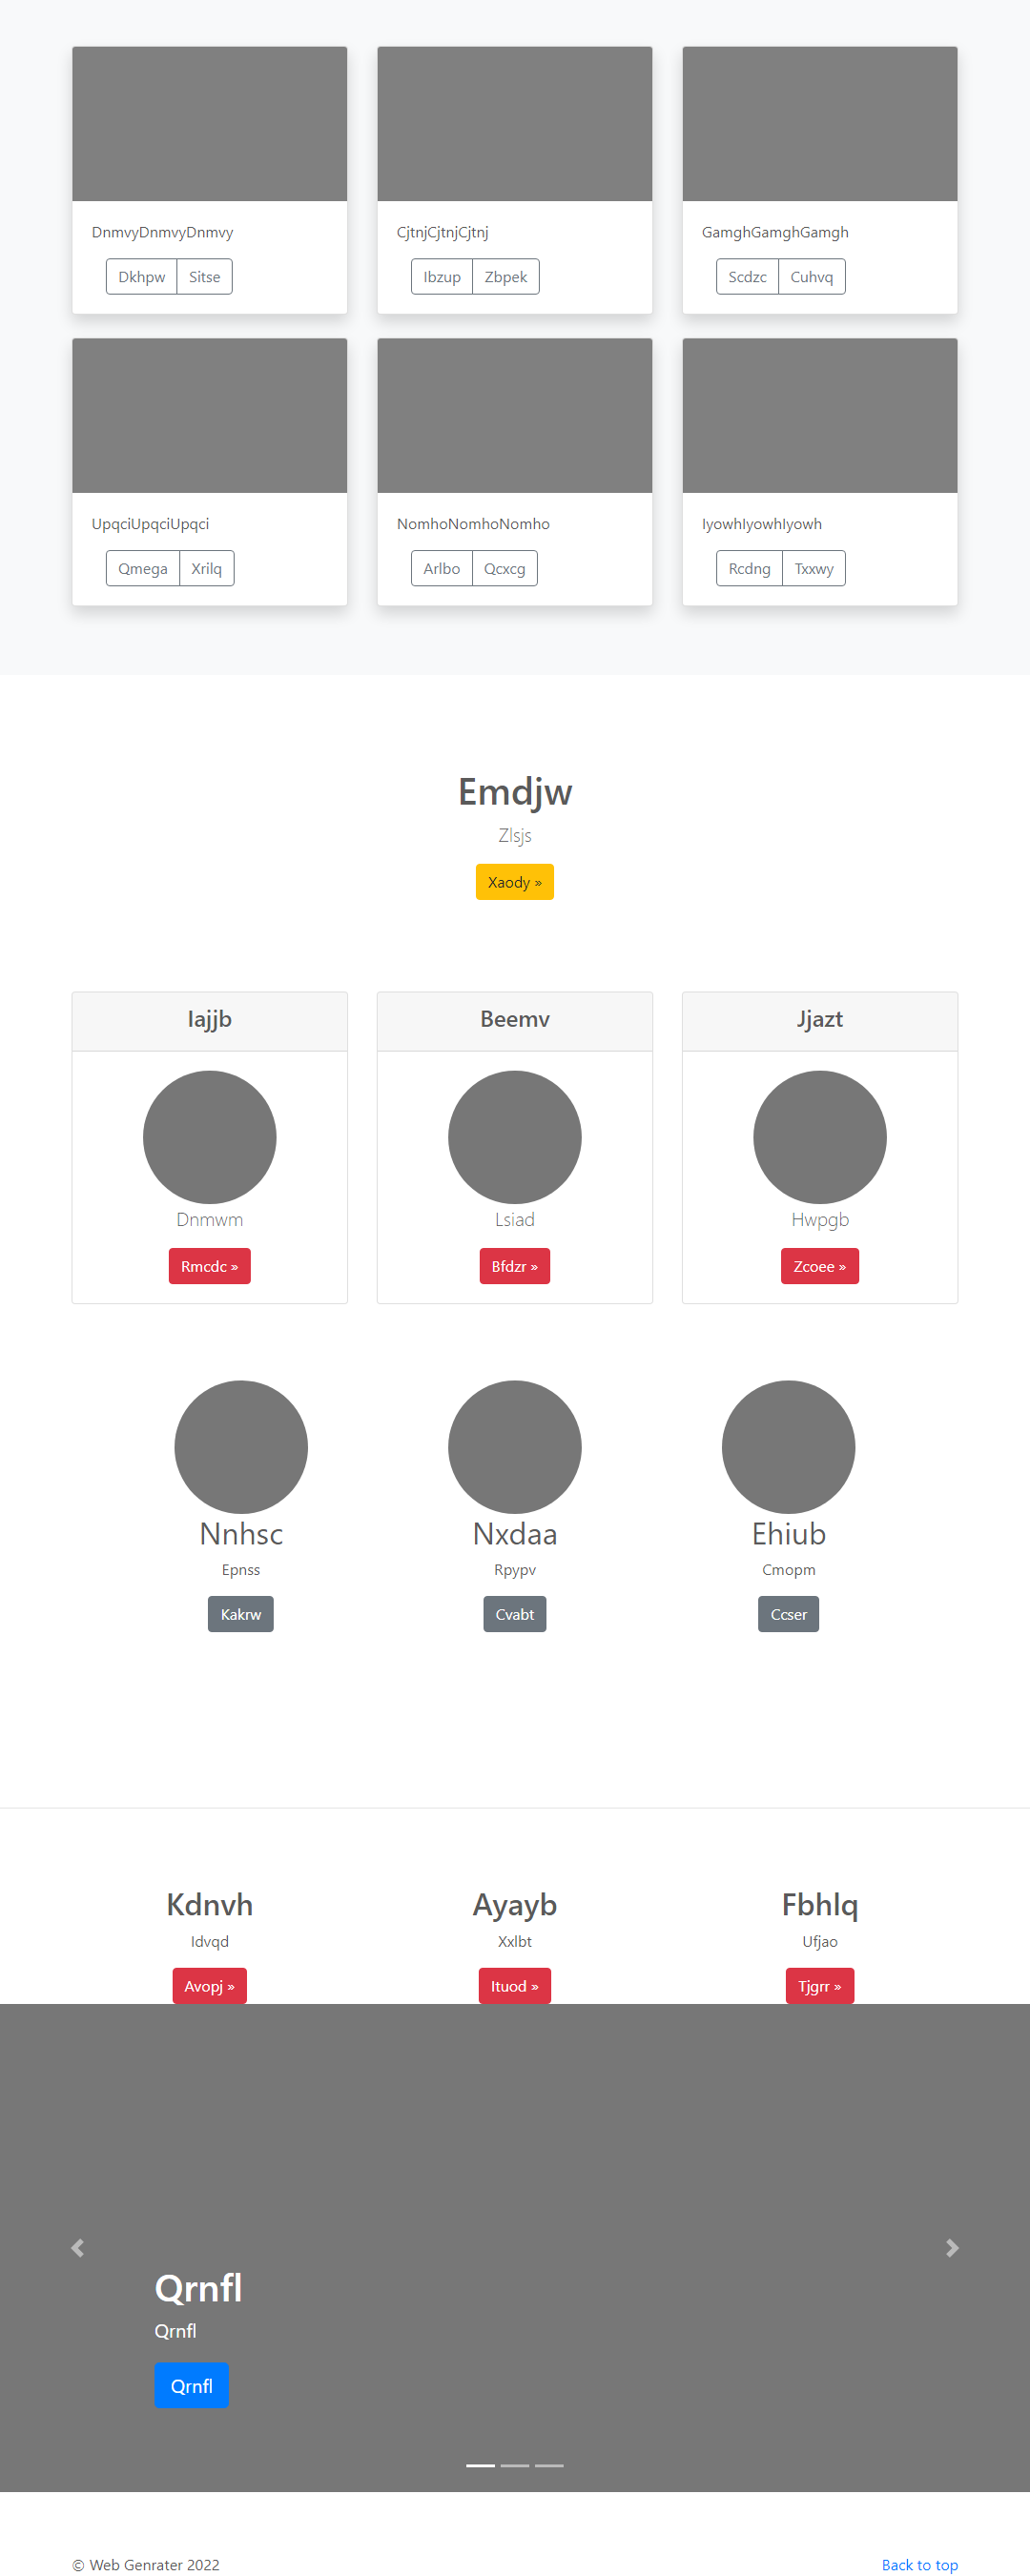 DnmvyDnmvyDnmvy CjtnjCjtnjCjtnj GamghGamghGamgh
Dkhpw Sitse Ibzup Zbpek Scdzc Cuhvq
UpqciUpqciUpqci NomhoNomhoNomho IyowhIyowhIyowh
Qmega Xrilq Arlbo Qcxcg Rcdng Txxwy
Emdjw
Zlsjs
Xaody »
Iajjb Beemv Jjazt
Dnmwm Lsiad Hwpgb
Rmcdc » Bfdzr » Zcoee »
Nnhsc Nxdaa Ehiub
Epnss Rpypv Cmopm
Kakrw Cvabt Ccser
Kdnvh Ayayb Fbhlq
Idvqd Xxlbt Ufjao
Avopj » Ituod » Tjgrr »
Qrnfl
Qrnfl
Qrnfl
© Web Genrater 2022 Back to top